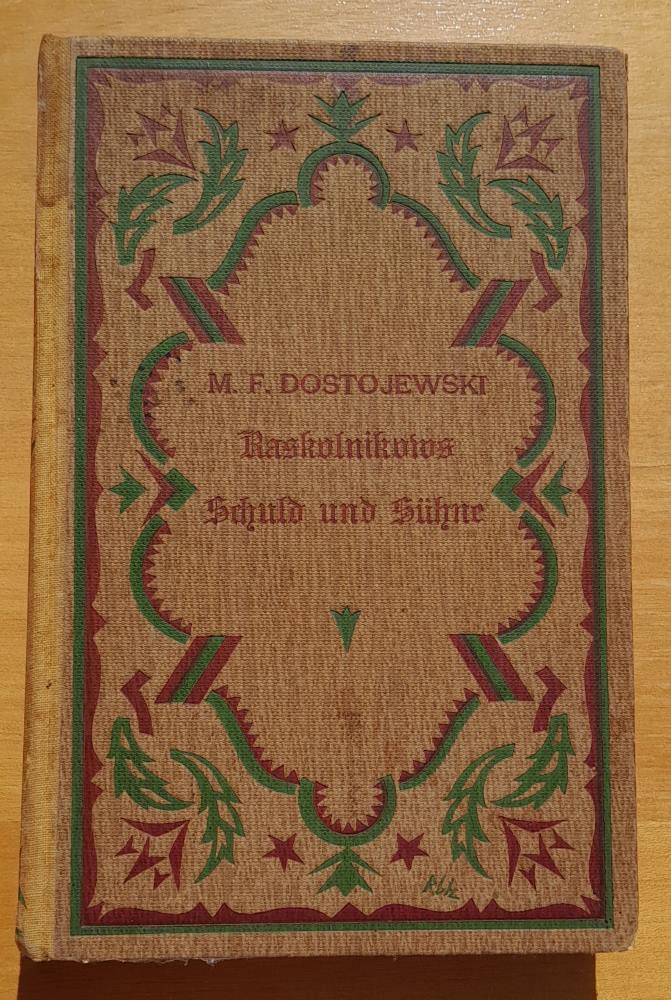 M. F. DOSTOJEWSKI
Raskolnikows
Schuld und Sühne